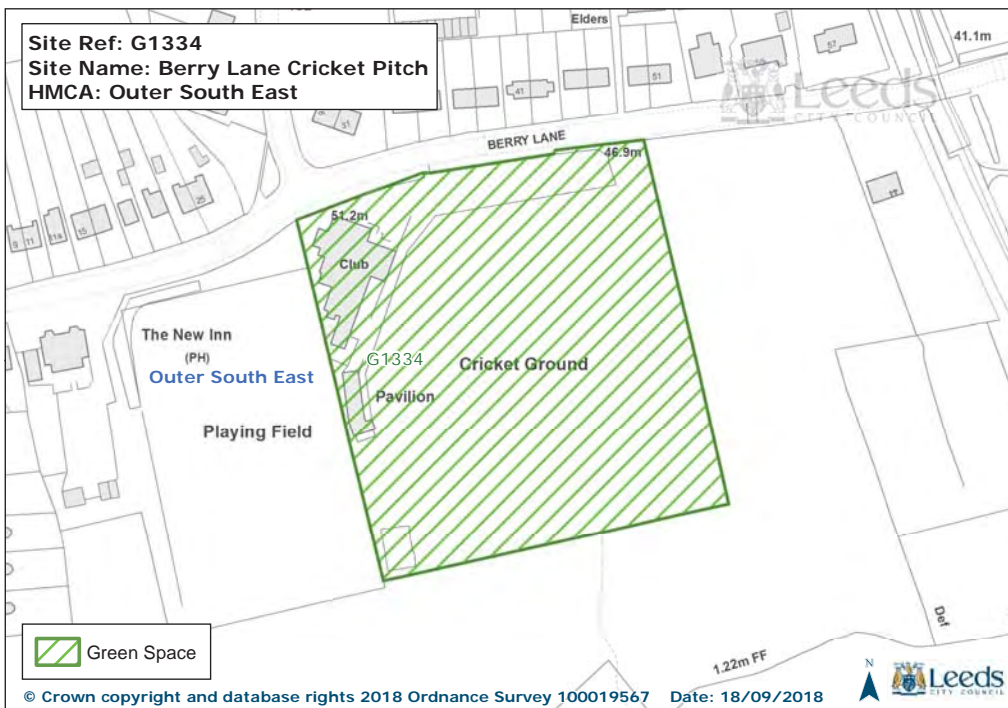 Site Ref: G1334
Site Name: Berry Lane Cricket Pitch
HMCA: Outer South East
Elders
41.1m
57
51
41
31
Leeds
CITY COUNCIL
BERRY LANE
46.9m
25
15
11a
11
9
51.2m
Club
The New Inn
(PH)
Outer South East
G1334
Cricket Ground
Pavilion
Playing Field
Def
1.22m FF
Green Space
N
Leeds
CITY COUNCIL
© Crown copyright and database rights 2018 Ordnance Survey 100019567 Date: 18/09/2018